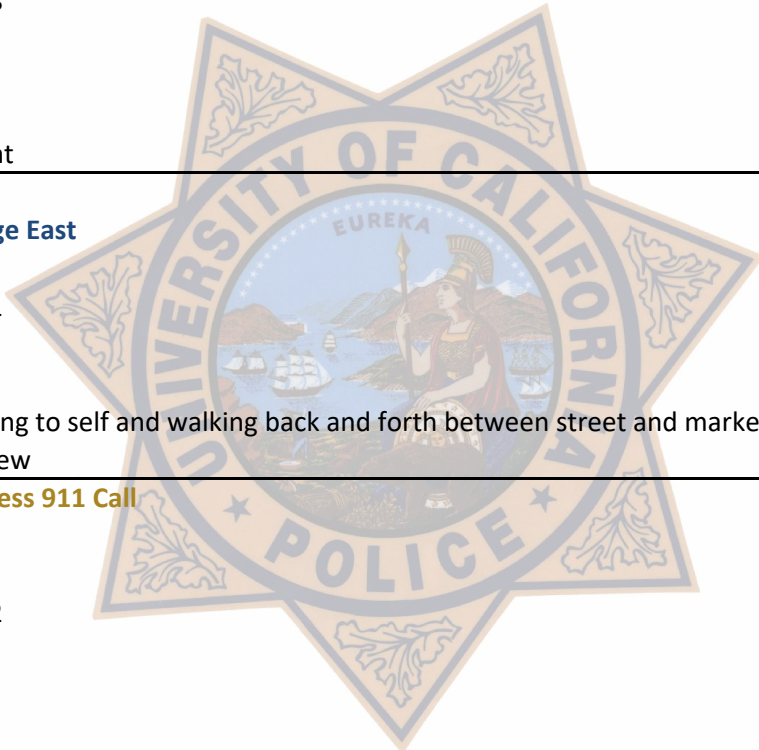 nt
ge East
ng to self and walking back and forth between street and marke
ew
ess 911 Call
UNIVERSITY OF CALIFORNIA
EUREKA
POLICE